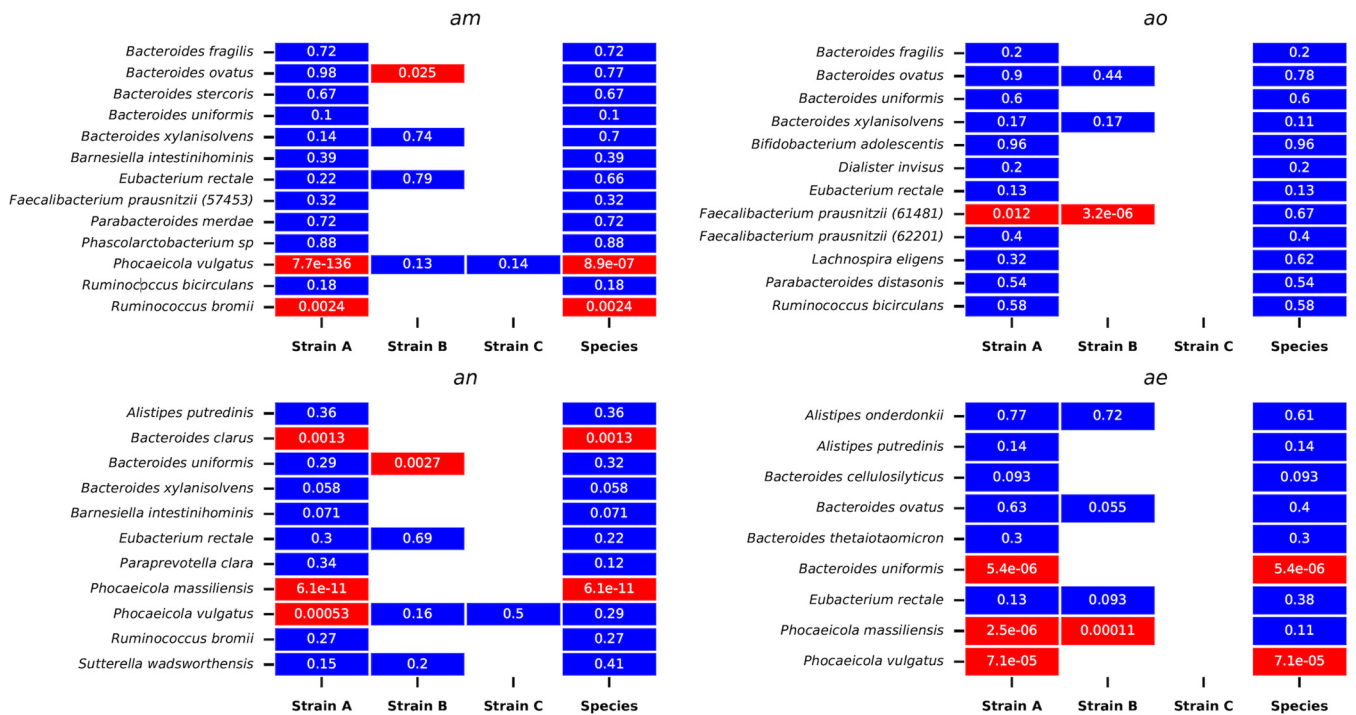 am
Bacteroides fragilis 0.72 0.72
Bacteroides ovatus 0.98 0.025 0.77
Bacteroides stercoris 0.67 0.67
Bacteroides uniformis 0.1 0.1
Bacteroides xylanisolvens 0.14 0.74 0.7
Barnesiella intestinihominis 0.39 0.39
Eubacterium rectale 0.22 0.79 0.66
Faecalibacterium prausnitzii (57453) 0.32 0.32
Parabacteroides merdae 0.72 0.72
Phascolarctobacterium sp 0.88 0.88
Phocaeicola vulgatus 7.7e-136 0.13 0.14 8.9e-07
Ruminococcus bicirculans 0.18 0.18
Ruminococcus bromii 0.0024 0.0024
Strain A Strain B Strain C Species
ao
Bacteroides fragilis 0.2 0.2
Bacteroides ovatus 0.9 0.44 0.78
Bacteroides uniformis 0.6 0.6
Bacteroides xylanisolvens 0.17 0.17 0.11
Bifidobacterium adolescentis 0.96 0.96
Dialister invisus 0.2 0.2
Eubacterium rectale 0.13 0.13
Faecalibacterium prausnitzii (61481) 0.012 3.2e-06 0.67
Faecalibacterium prausnitzii (62201) 0.4 0.4
Lachnospira eligens 0.32 0.62
Parabacteroides distasonis 0.54 0.54
Ruminococcus bicirculans 0.58 0.58
Strain A Strain B Strain C Species
an
Alistipes putredinis 0.36 0.36
Bacteroides clarus 0.0013 0.0013
Bacteroides uniformis 0.29 0.0027 0.32
Bacteroides xylanisolvens 0.058 0.058
Barnesiella intestinihominis 0.071 0.071
Eubacterium rectale 0.3 0.69 0.22
Paraprevotella clara 0.34 0.12
Phocaeicola massiliensis 6.1e-11 6.1e-11
Phocaeicola vulgatus 0.00053 0.16 0.5 0.29
Ruminococcus bromii 0.27 0.27
Sutterella wadsworthensis 0.15 0.2 0.41
Strain A Strain B Strain C Species
ae
Alistipes onderdonkii 0.77 0.72 0.61
Alistipes putredinis 0.14 0.14
Bacteroides cellulosilyticus 0.093 0.093
Bacteroides ovatus 0.63 0.055 0.4
Bacteroides thetaiotaomicron 0.3 0.3
Bacteroides uniformis 5.4e-06 5.4e-06
Eubacterium rectale 0.13 0.093 0.38
Phocaeicola massiliensis 2.5e-06 0.00011 0.11
Phocaeicola vulgatus 7.1e-05 7.1e-05
Strain A Strain B Strain C Species